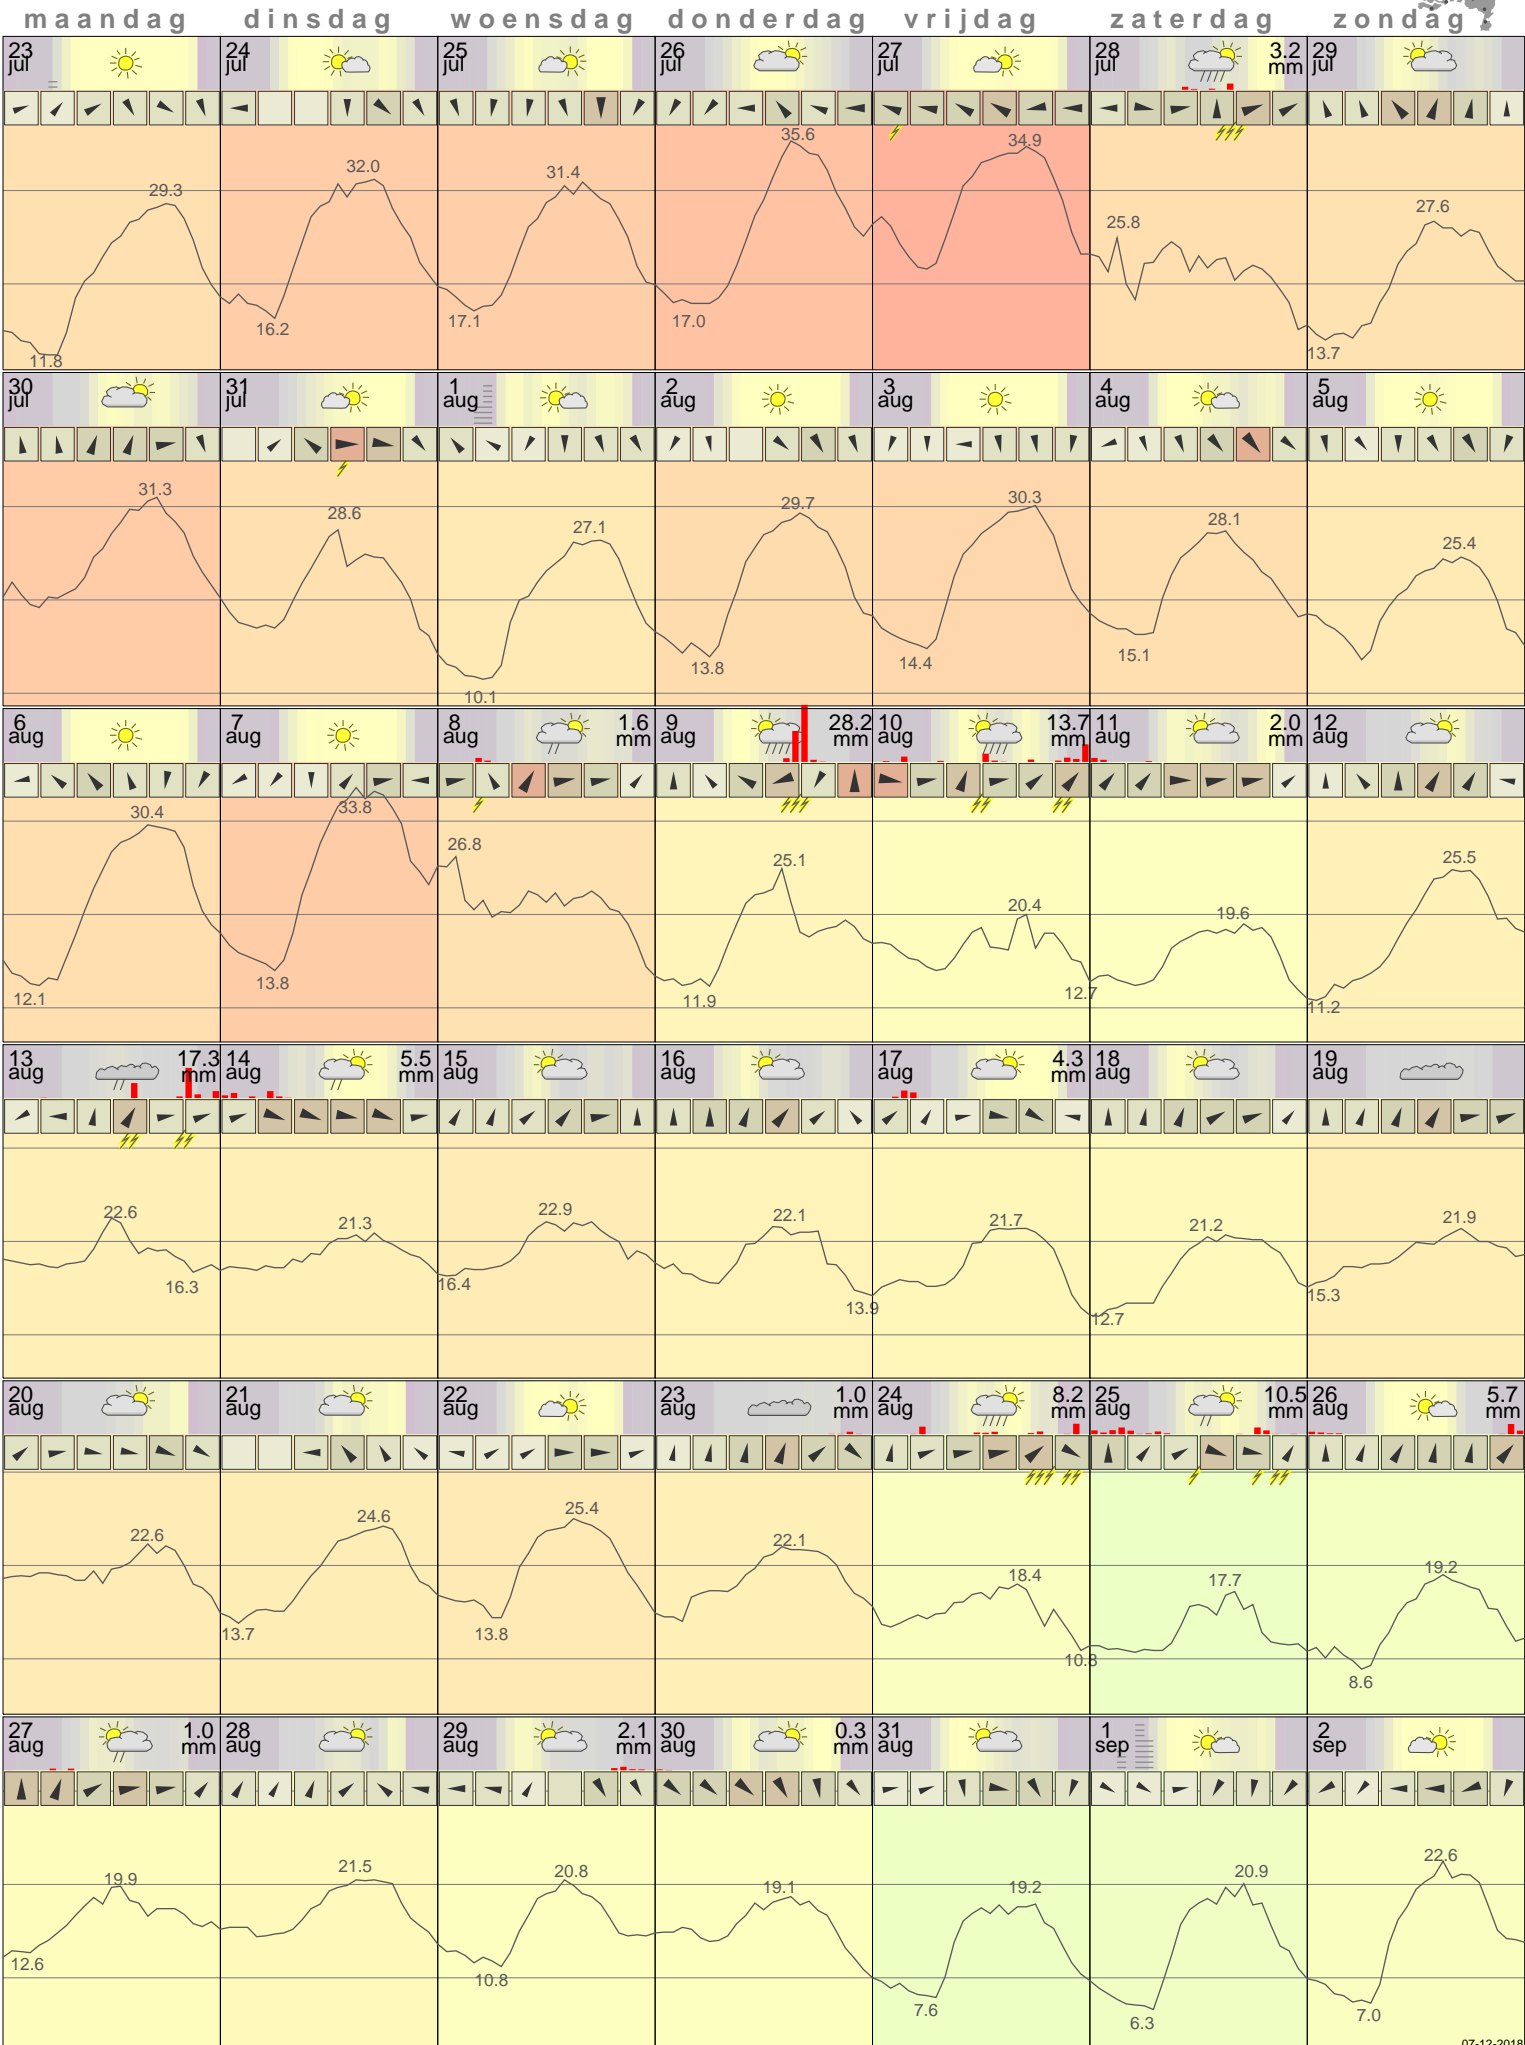 maandag dinsdag woensdag donderdag vrijdag zaterdag zondag
23 24 25 26 27 28 3.2 29
jul jul jul jul jul jul mm jul
35.6 34.9
29.3 32.0 31.4 25.8 27.6
11.8 16.2 17.1 17.0 13.7
30 31 1 2 3 4 5
jul jul aug aug aug aug aug
31.3 28.6 27.1 29.7 30.3 28.1 25.4
10.1 13.8 14.4 15.1
6 7 8 1.6 9 28.2 10 13.7 11 2.0 12
aug aug aug mm aug mm aug mm aug mm aug
30.4 33.8 26.8 25.1 20.4 19.6 25.5
12.1 13.8 11.9 12.7 11.2
13 17.3 14 5.5 15 16 17 4.3 18 19
aug mm aug mm aug aug aug mm aug aug
22.6 21.3 22.9 22.1 21.7 21.2 21.9
16.3 16.4 13.9 12.7 15.3
20 21 22 23 1.0 24 8.2 25 10.5 26 5.7
aug aug aug aug mm aug mm aug mm aug mm
22.6 24.6 25.4 22.1 18.4 17.7 19.2
13.7 13.8 10.8 8.6
27 1.0 28 29 2.1 30 0.3 31 1 2
aug mm aug aug mm aug mm aug sep sep
19.9 21.5 20.8 19.1 19.2 20.9 22.6
12.6 10.8 7.6 6.3 7.0
07-12-2018